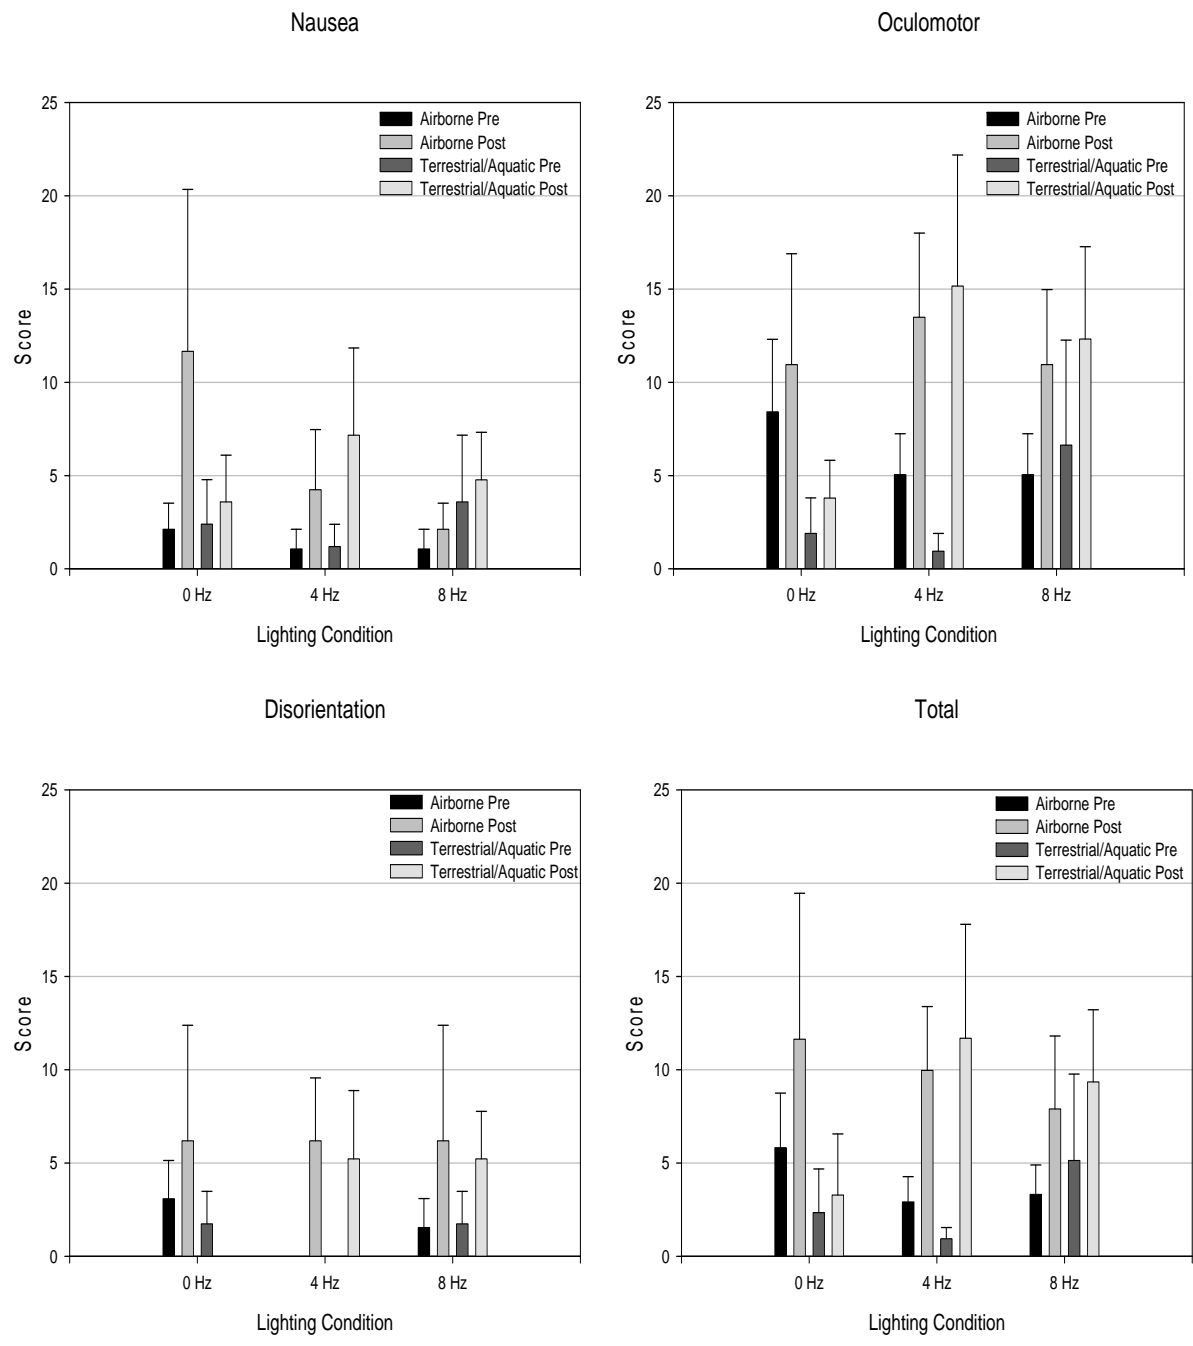 Nausea
25
20
15
10
5
0
Score
Airborne Pre
Airborne Post
Terrestrial/Aquatic Pre
Terrestrial/Aquatic Post
0 Hz 4 Hz 8 Hz
Lighting Condition
Oculomotor
25
20
15
10
5
0
Score
Airborne Pre
Airborne Post
Terrestrial/Aquatic Pre
Terrestrial/Aquatic Post
0 Hz 4 Hz 8 Hz
Lighting Condition
Disorientation
25
20
15
10
5
0
Score
Airborne Pre
Airborne Post
Terrestrial/Aquatic Pre
Terrestrial/Aquatic Post
0 Hz 4 Hz 8 Hz
Lighting Condition
Total
25
20
15
10
5
0
Score
Airborne Pre
Airborne Post
Terrestrial/Aquatic Pre
Terrestrial/Aquatic Post
0 Hz 4 Hz 8 Hz
Lighting Condition